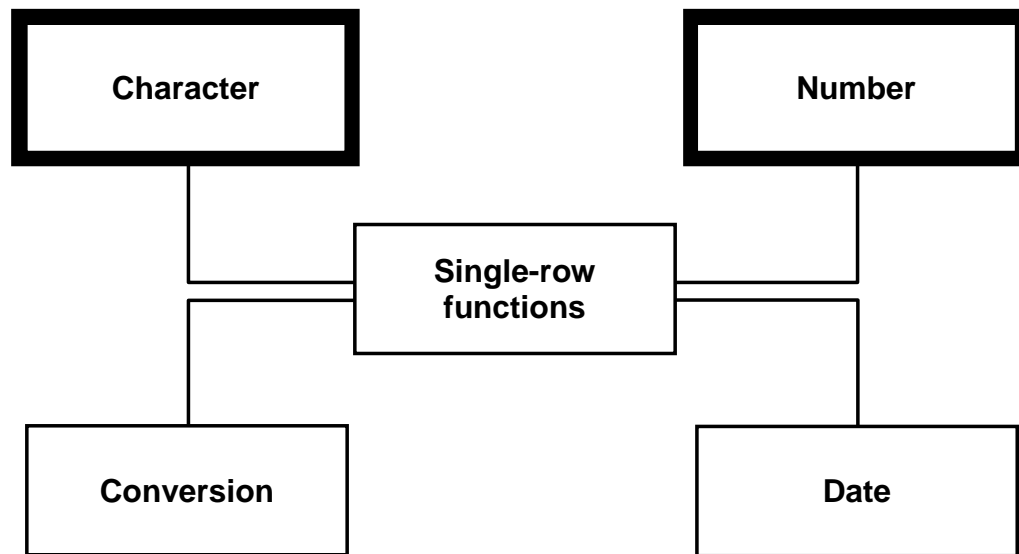 Character
Number
Single-row
functions
Conversion
Date